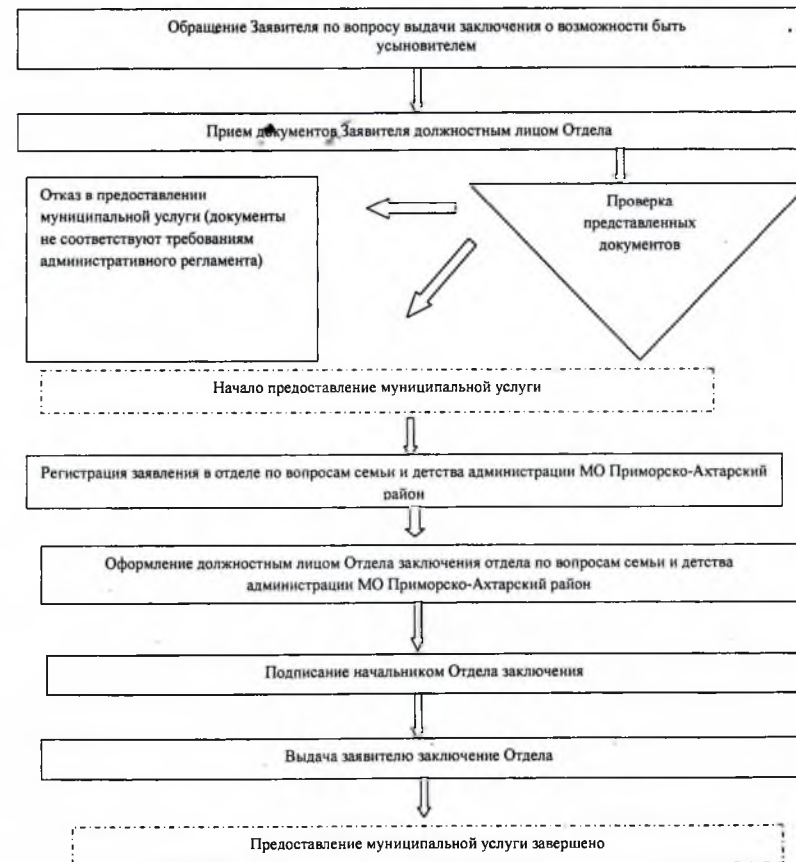 Обращение Заявителя по вопросу выдачи заключения о возможности быть
усыновителем
Прием документов Заявителя должностным лицом Отдела
Отказ в предоставлении
муниципальной услуги (документы
не соответствуют требованиям
административного регламента)
Проверка
представленных
документов
Начало предоставление муниципальной услуги
Регистрация заявления в отделе по вопросам семьи и детства администрации МО Приморско-Ахтарский
район
Оформление должностным лицом Отдела заключения отдела по вопросам семьи и детства
администрации МО Приморско-Ахтарский район
Подписание начальником Отдела заключения
Выдача заявителю заключение Отдела
Предоставление муниципальной услуги завершено